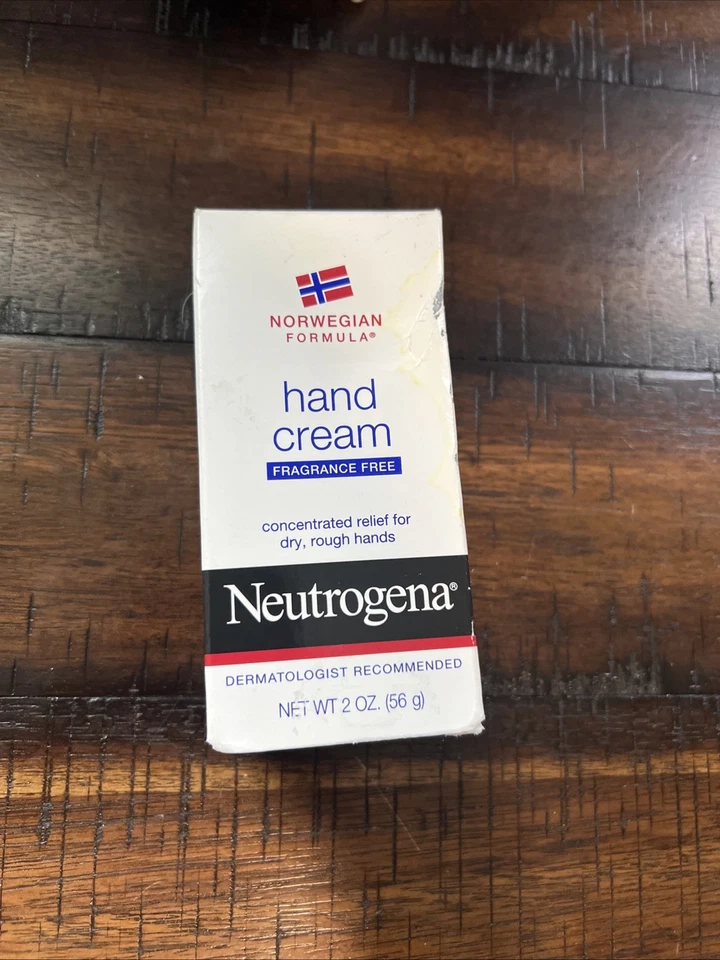 NORWEGIAN
FORMULA®
hand
cream
FRAGRANCE FREE
concentrated relief for
dry, rough hands
Neutrogena®
DERMATOLOGIST RECOMMENDED
NET WT 2 OZ. (56 g)